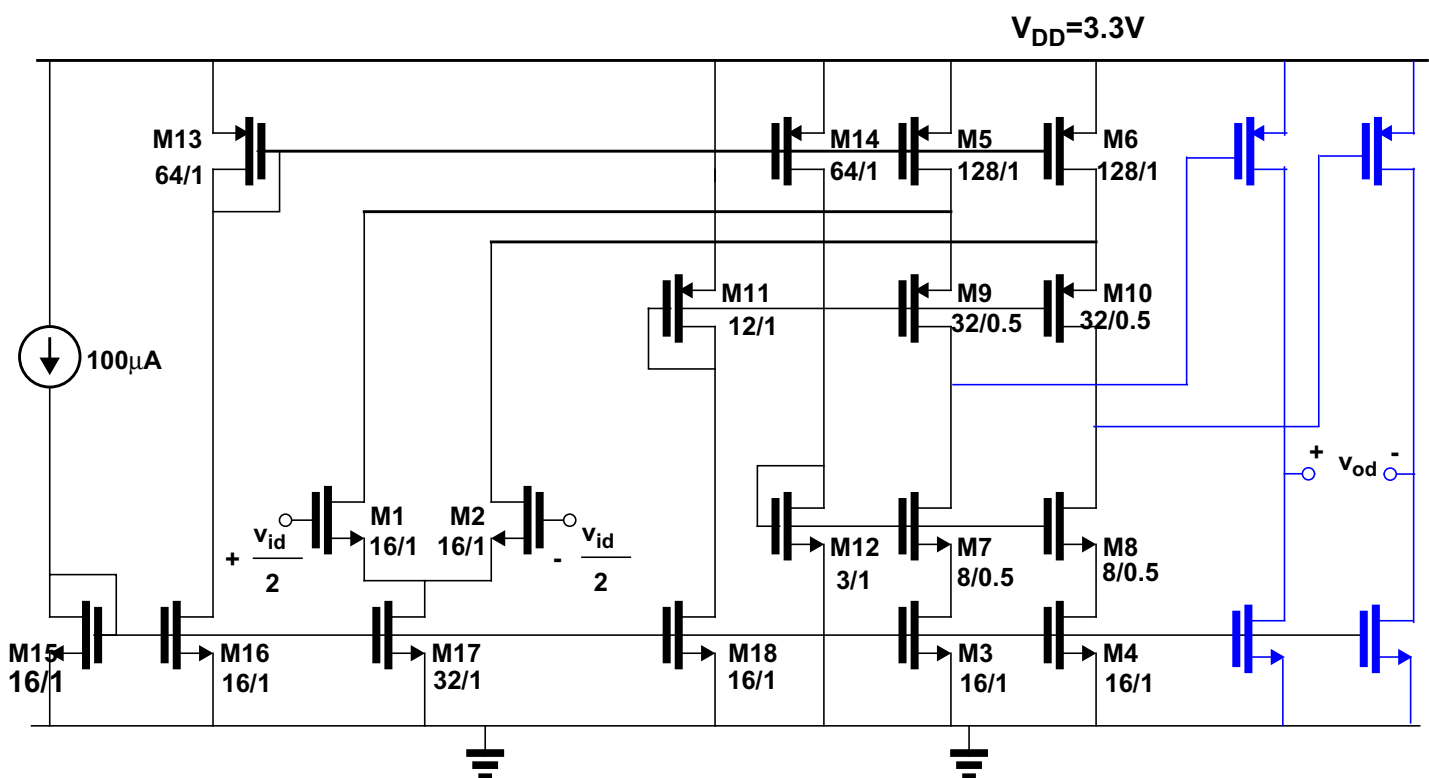 VDD=3.3V
M13
64/1
M14
64/1
M5
128/1
M6
128/1
M11
12/1
M9
32/0.5
M10
32/0.5
100μA
+ vid
2
M1
16/1
M2
16/1
- vid
2
M12
3/1
M7
8/0.5
M8
8/0.5
+ vod -
M15
16/1
M16
16/1
M17
32/1
M18
16/1
M3
16/1
M4
16/1